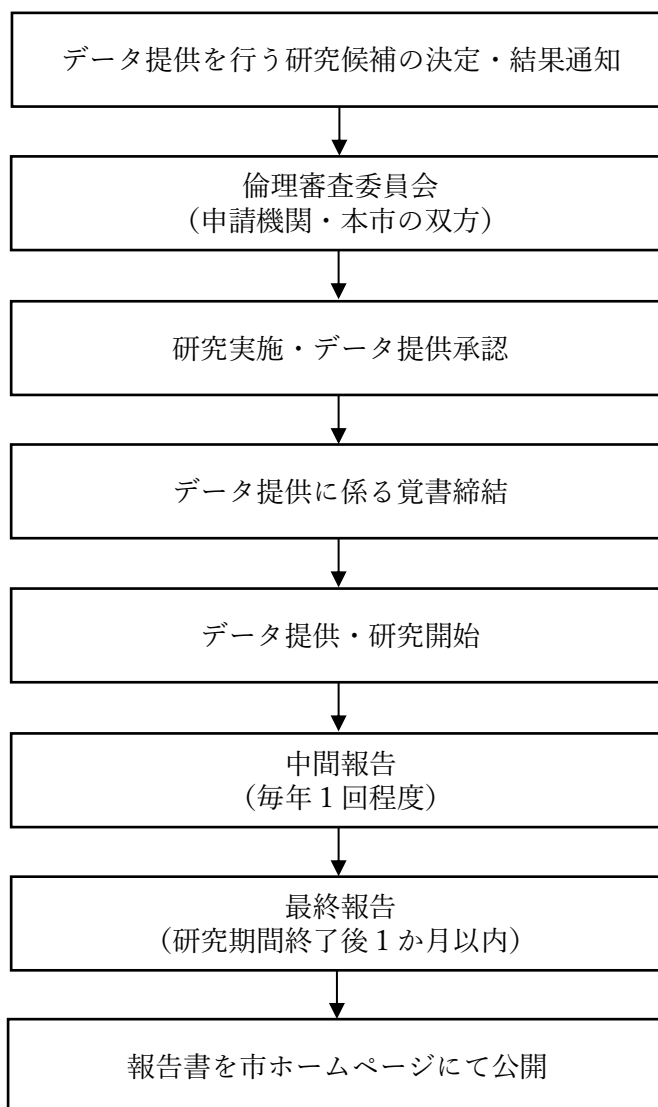 データ提供を行う研究候補の決定・結果通知
倫理審査委員会
（申請機関・本市の双方）
研究実施・データ提供承認
データ提供に係る覚書締結
データ提供・研究開始
中間報告
（毎年１回程度）
最終報告
（研究期間終了後１か月以内）
報告書を市ホームページにて公開